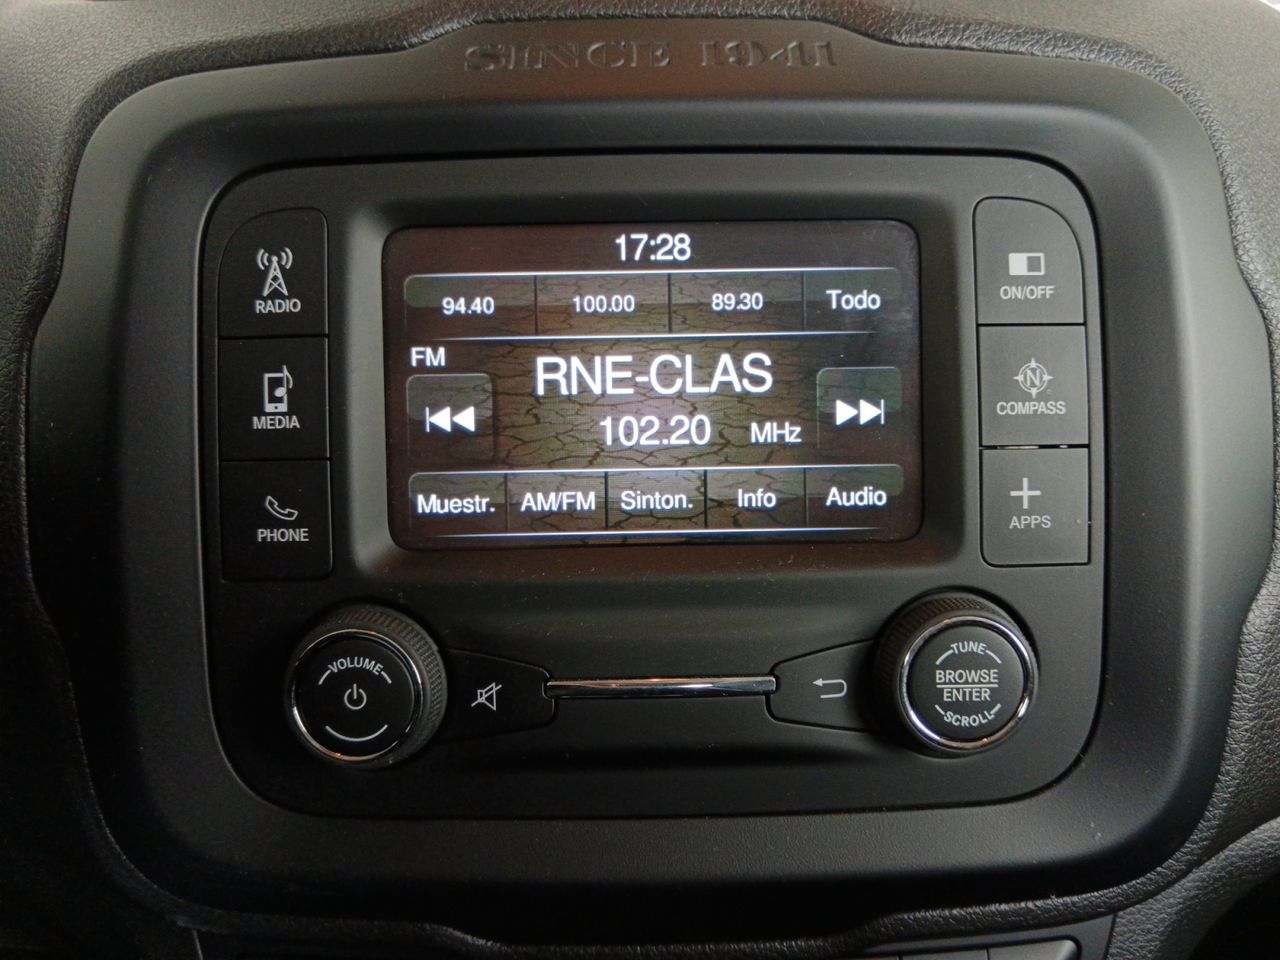 SINCE 1941
17:28
94.40 100.00 89.30 Todo
FM
RNE-CLAS
102.20 MHz
Muestr. AM/FM Sinton. Info Audio
RADIO
MEDIA
PHONE
ON/OFF
N
COMPASS
APPS
VOLUME
TUNE
BROWSE
ENTER
SCROLL